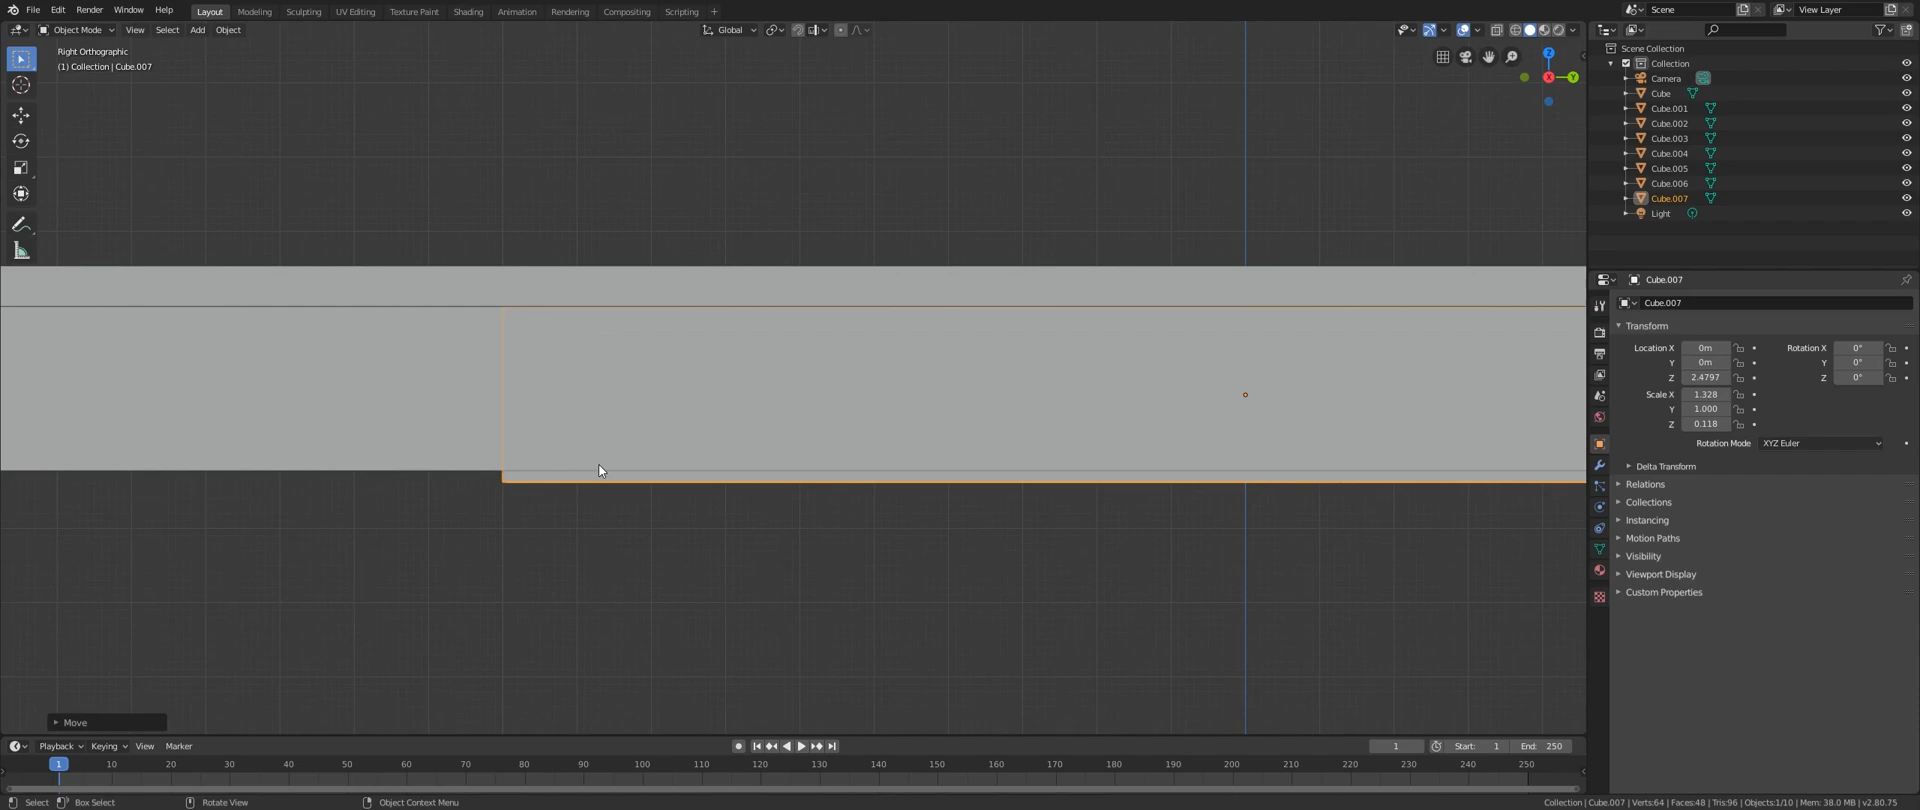 File Edit Render Window Help Layout Modeling Sculpting UV Editing Texture Paint Shading Animation Rendering Compositing Scripting + Scene View Layer
Object Mode View Select Add Object Global
Right Orthographic
(1) Collection | Cube.007
Z
X
Y
Scene Collection
Collection
Camera
Cube
Cube.001
Cube.002
Cube.003
Cube.004
Cube.005
Cube.006
Cube.007
Light
Cube.007
Cube.007
Transform
Location X 0m Rotation X 0°
Y 0m Y 0°
Z 2.4797 Z 0°
Scale X 1.328
Y 1.000
Z 0.118
Rotation Mode XYZ Euler
Delta Transform
Relations
Collections
Instancing
Motion Paths
Visibility
Viewport Display
Custom Properties
Move
Playback Keying View Marker 1 Start: 1 End: 250
1 10 20 30 40 50 60 70 80 90 100 110 120 130 140 150 160 170 180 190 200 210 220 230 240 250
Select Box Select Rotate View Object Context Menu Collection | Cube.007 | Verts:64 | Faces:48 | Tris:96 | Objects:1/10 | Mem: 38.0 MB | v2.80.75